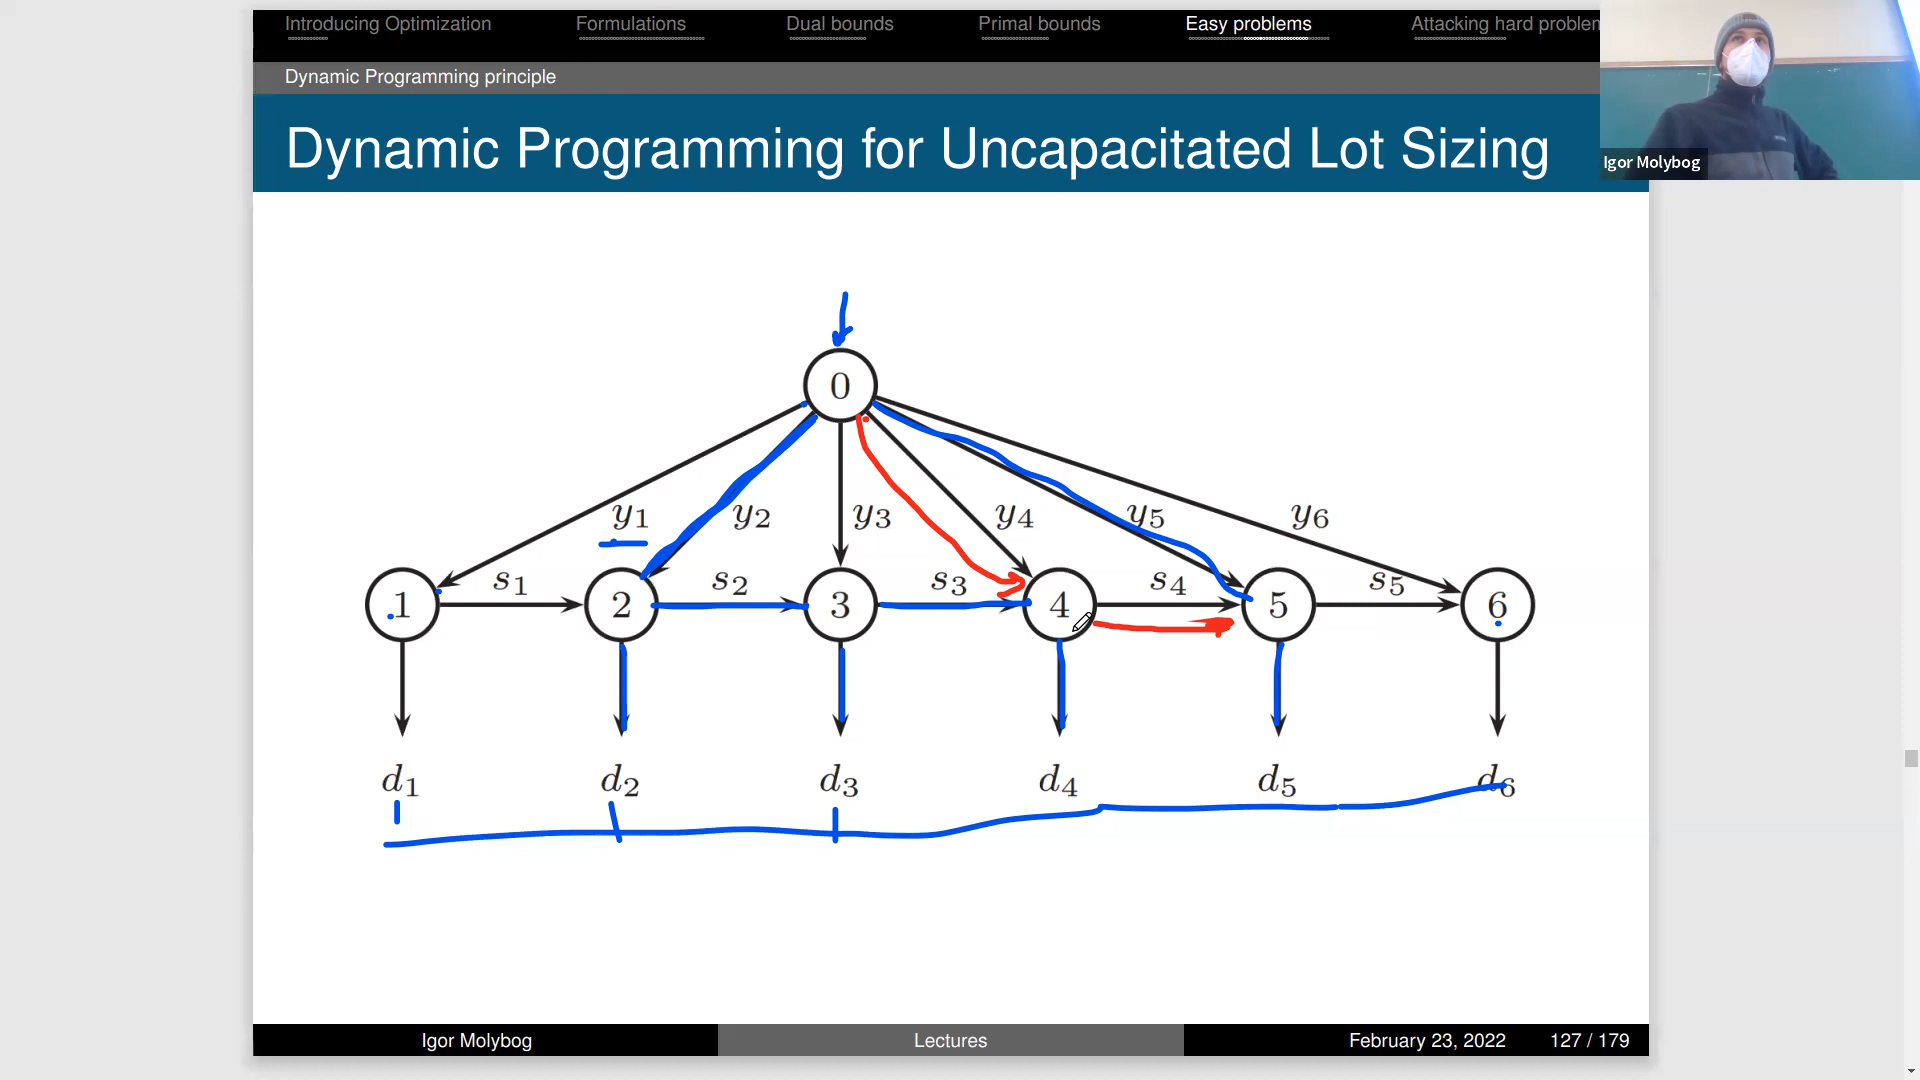 Introducing Optimization Formulations Dual bounds Primal bounds Easy problems Attacking hard problem
Dynamic Programming principle
Dynamic Programming for Uncapacitated Lot Sizing
Igor Molybog
0
y1 y2 y3 y4 y5 y6
s1 s2 s3 s4 s5
1 2 3 4 5 6
d1 d2 d3 d4 d5 d6
Igor Molybog Lectures February 23, 2022 127 / 179